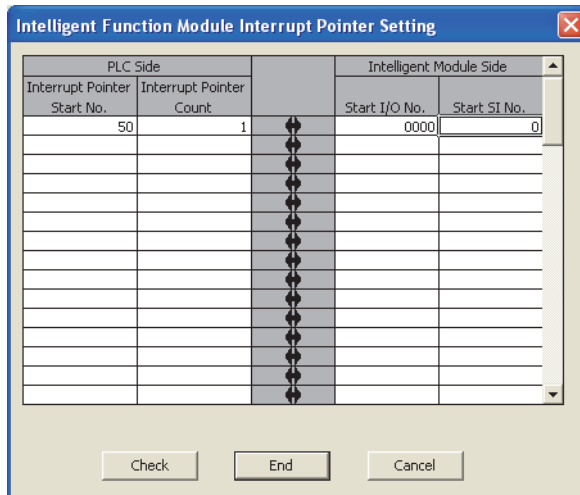 Intelligent Function Module Interrupt Pointer Setting
PLC Side Intelligent Module Side
Interrupt Pointer Start No. Interrupt Pointer Count Start I/O No. Start SI No.
50 1 0000 0
Check End Cancel